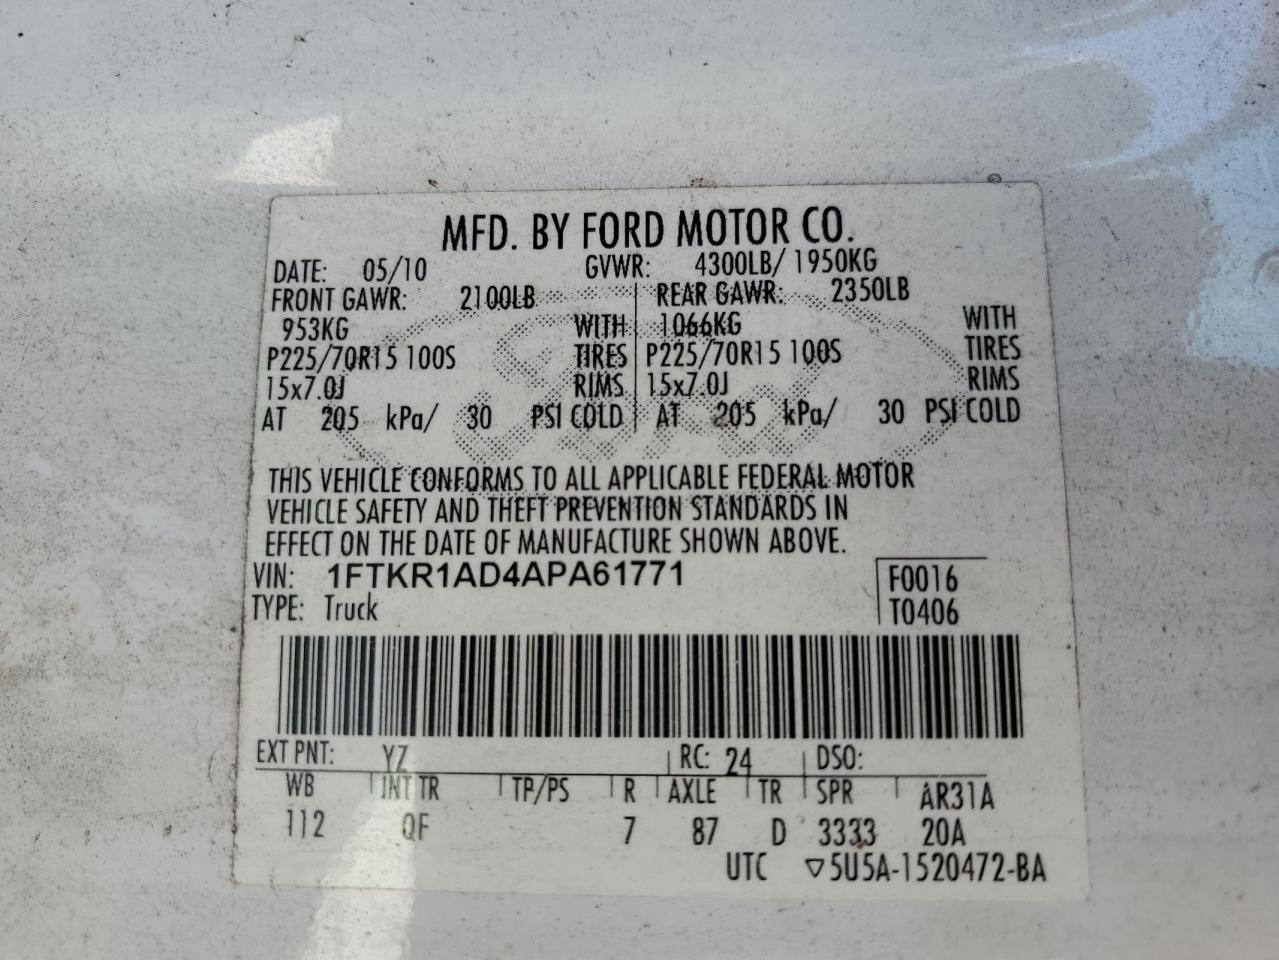 MFD. BY FORD MOTOR CO.
DATE: 05/10 GVWR: 4300LB/ 1950KG
FRONT GAWR: 2100LB REAR GAWR: 2350LB
953KG WITH 1066KG WITH
P225/70R15 100S TIRES P225/70R15 100S TIRES
15x7.0J RIMS 15x7.0J RIMS
AT 205 kPa/ 30 PSI COLD AT 205 kPa/ 30 PSI COLD
THIS VEHICLE CONFORMS TO ALL APPLICABLE FEDERAL MOTOR
VEHICLE SAFETY AND THEFT PREVENTION STANDARDS IN
EFFECT ON THE DATE OF MANUFACTURE SHOWN ABOVE.
VIN: 1FTKR1AD4APA61771 F0016
TYPE: Truck T0406
EXT PNT: YZ RC: 24 DSO:
WB INT TR TP/PS R AXLE TR SPR AR31A
112 QF 7 87 D 3333 20A
UTC ▽5U5A-1520472-BA